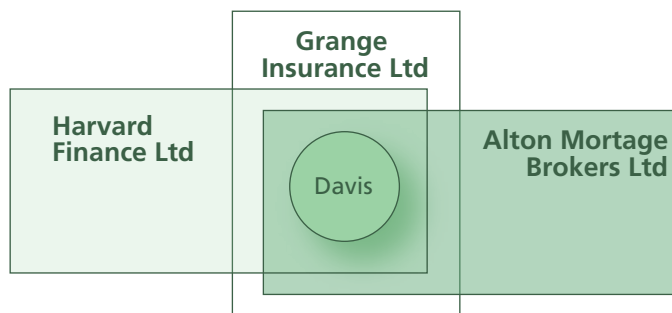 Grange
Insurance Ltd
Harvard
Finance Ltd
Davis
Alton Mortage
Brokers Ltd